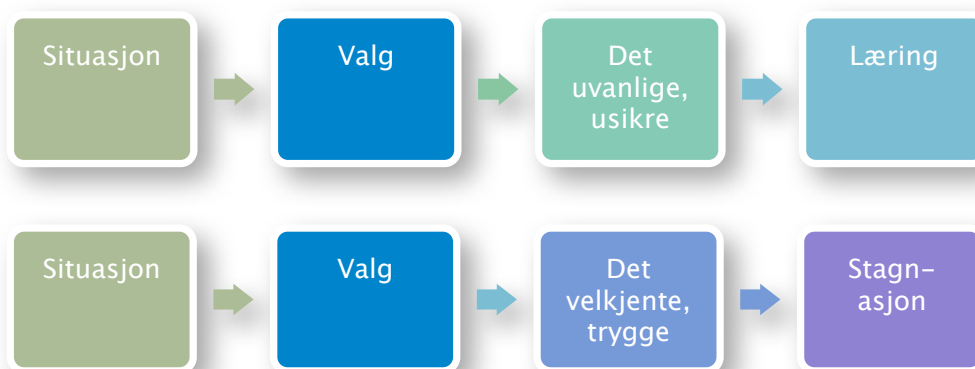 Situasjon
Valg
Det
uvanlige,
usikre
Læring
Situasjon
Valg
Det
velkjente,
trygge
Stagn-
asjon